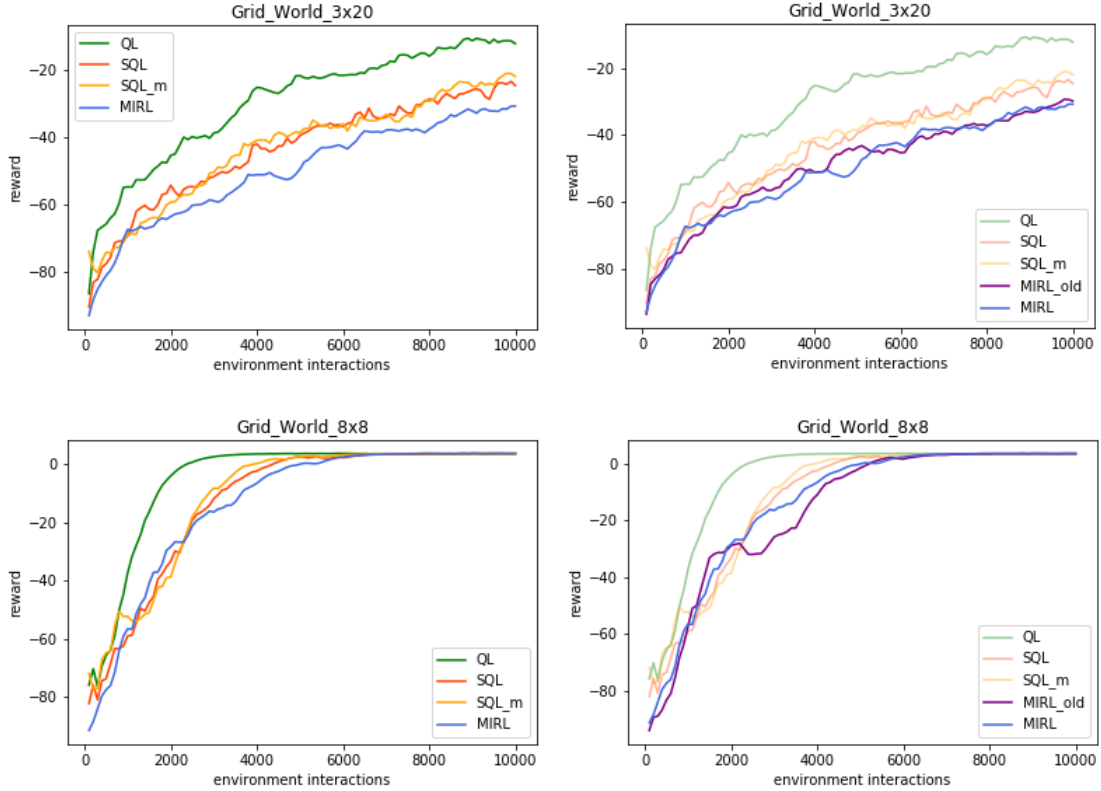 Grid_World_3x20
QL
SQL
SQL_m
MIRL
−20
−40
−60
−80
reward
0 2000 4000 6000 8000 10000
environment interactions
Grid_World_3x20
QL
SQL
SQL_m
MIRL_old
MIRL
−20
−40
−60
−80
reward
0 2000 4000 6000 8000 10000
environment interactions
Grid_World_8x8
QL
SQL
SQL_m
MIRL
0
−20
−40
−60
−80
reward
0 2000 4000 6000 8000 10000
environment interactions
Grid_World_8x8
QL
SQL
SQL_m
MIRL_old
MIRL
0
−20
−40
−60
−80
reward
0 2000 4000 6000 8000 10000
environment interactions